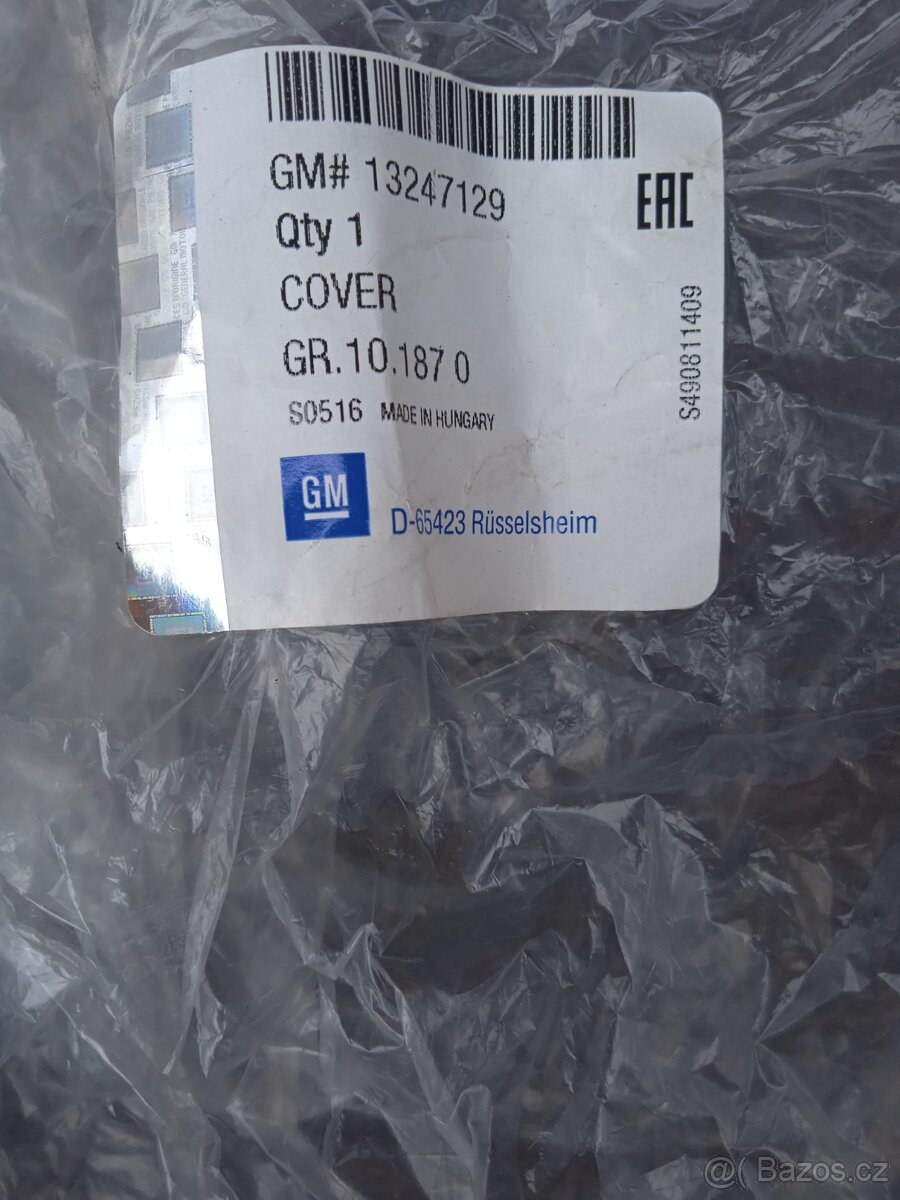 GM# 13247129
EAC
Qty 1
COVER
GR.10.187 0
S0516 MADE IN HUNGARY
S490811409
GM
D-65423 Rüsselsheim
@( Bazos.cz